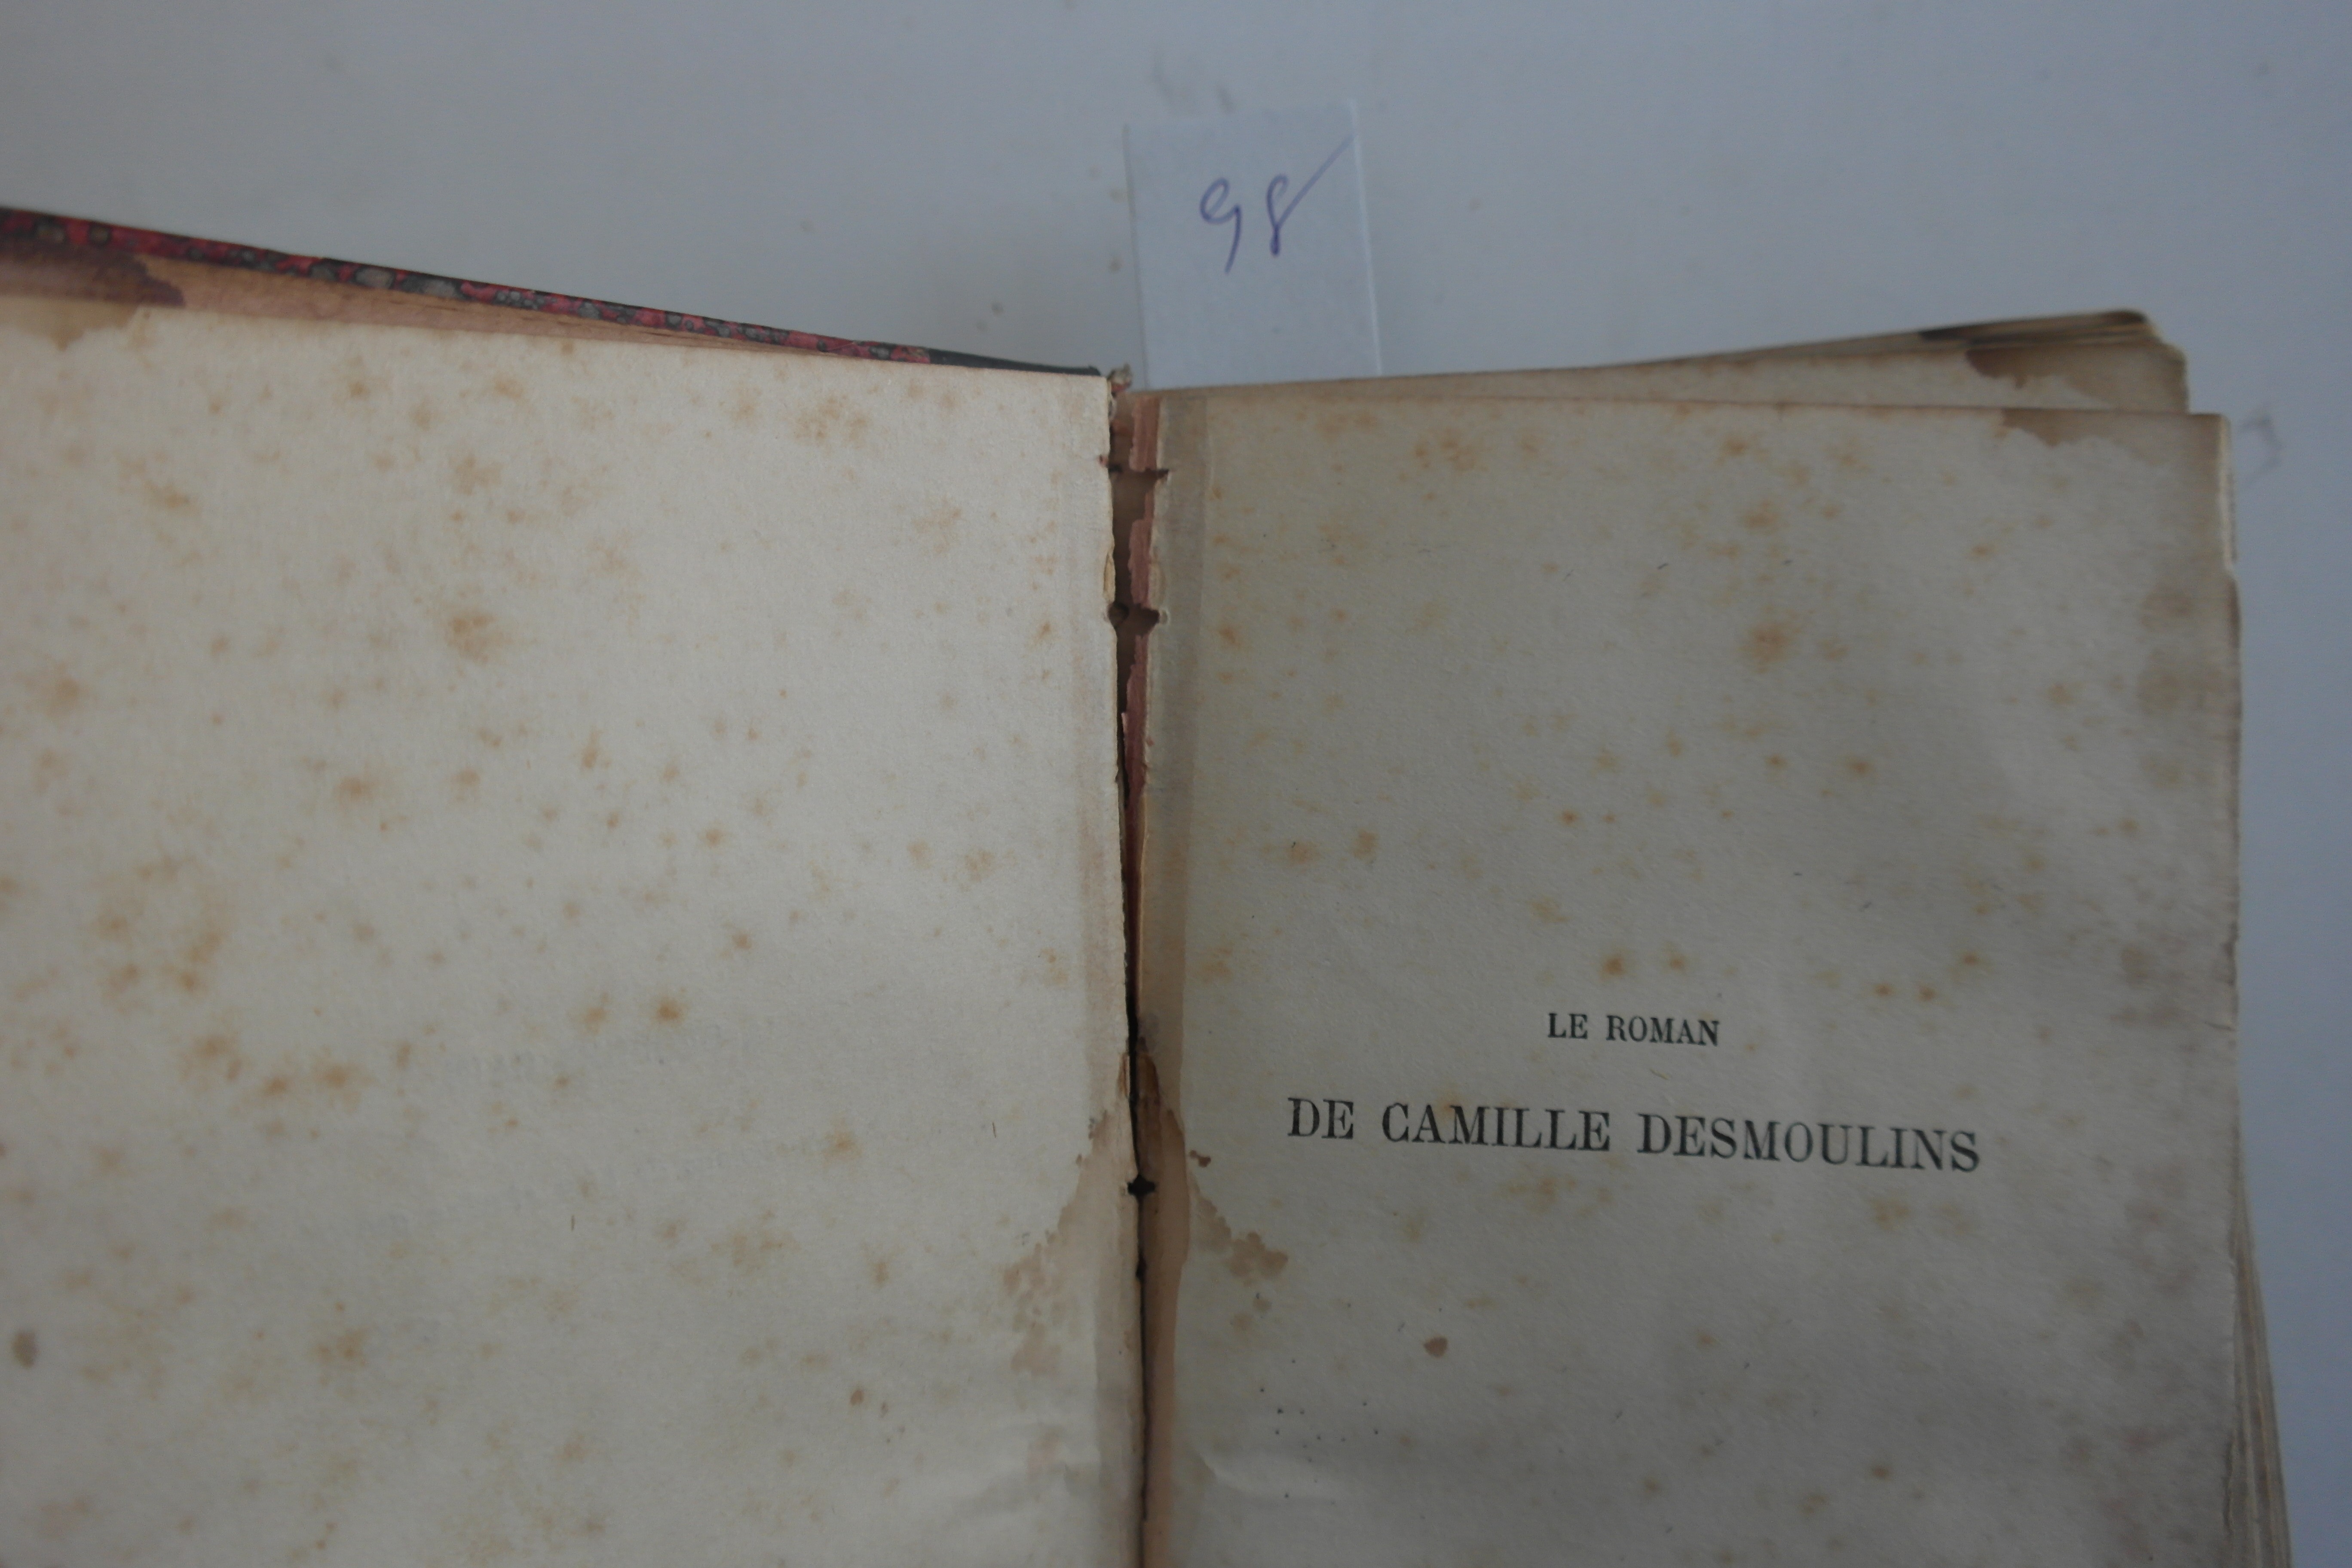 98
LE ROMAN
DE CAMILLE DESMOULINS